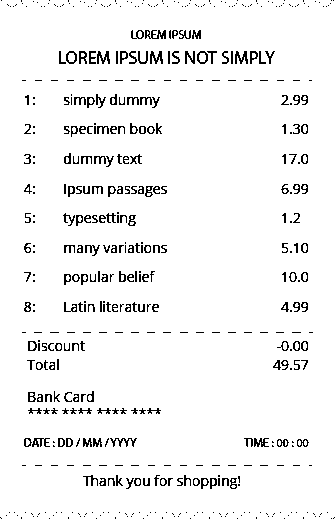 LOREM IPSUM
LOREM IPSUM IS NOT SIMPLY
1: simply dummy 2.99
2: specimen book 1.30
3: dummy text 17.0
4: Ipsum passages 6.99
5: typesetting 1.2
6: many variations 5.10
7: popular belief 10.0
8: Latin literature 4.99
Discount -0.00
Total 49.57
Bank Card
**** **** **** ****
DATE : DD / MM / YYYY TIME : 00 : 00
Thank you for shopping!